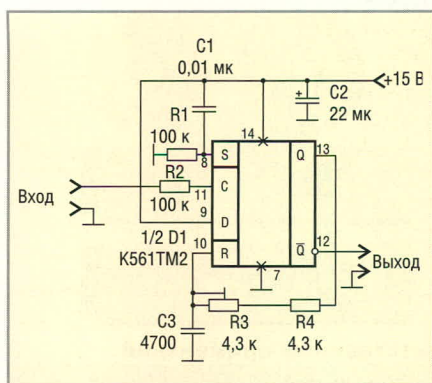 C1
0,01 мк
+15 В
C2
22 мк
+
R1
100 к
14
8
S
Q
13
R2
100 к
11
C
Вход
9
D
1/2 D1
К561ТМ2
10
R
Q
12
Выход
7
C3
4700
R3
4,3 к
R4
4,3 к